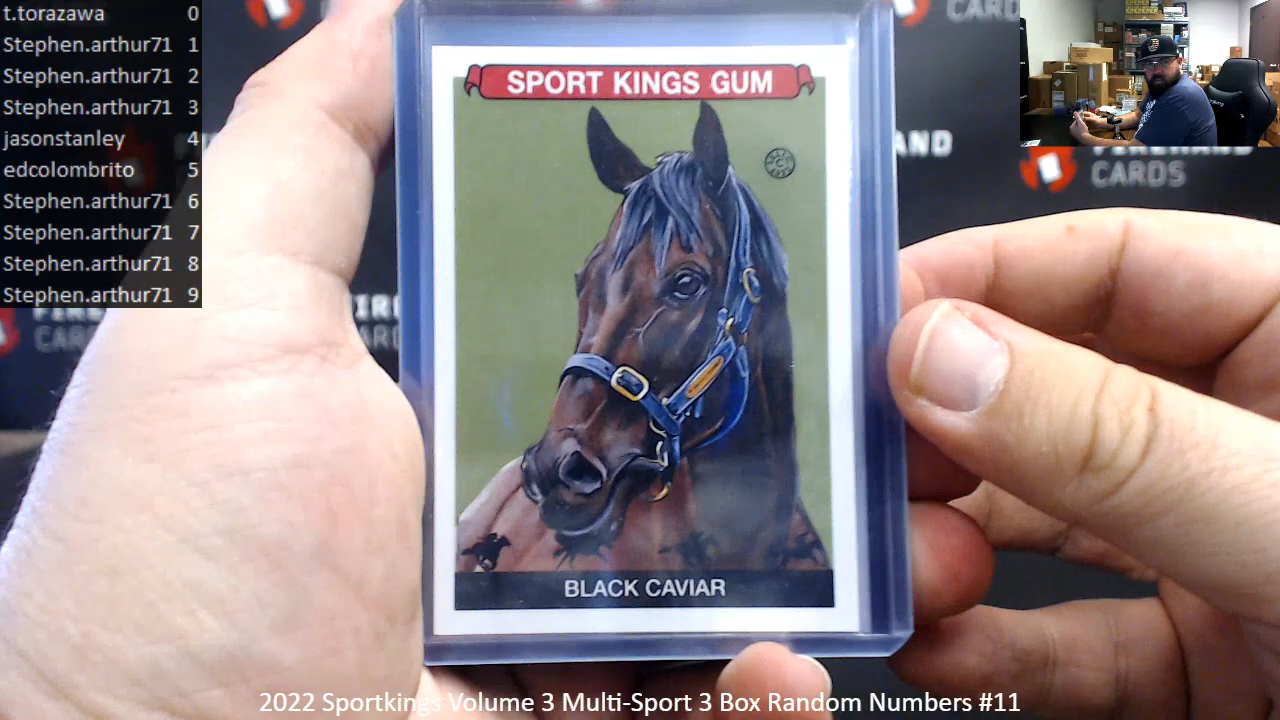 t.torazawa 0
Stephen.arthur71 1
Stephen.arthur71 2
Stephen.arthur71 3
jasonstanley 4
edcolombrito 5
Stephen.arthur71 6
Stephen.arthur71 7
Stephen.arthur71 8
Stephen.arthur71 9
CARDS
SPORT KINGS GUM
CARDS
BLACK CAVIAR
2022 Sportkings Volume 3 Multi-Sport 3 Box Random Numbers #11